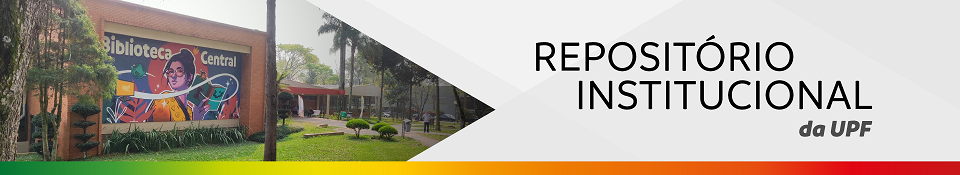 Biblioteca
Central
REPOSITÓRIO
INSTITUCIONAL
da UPF